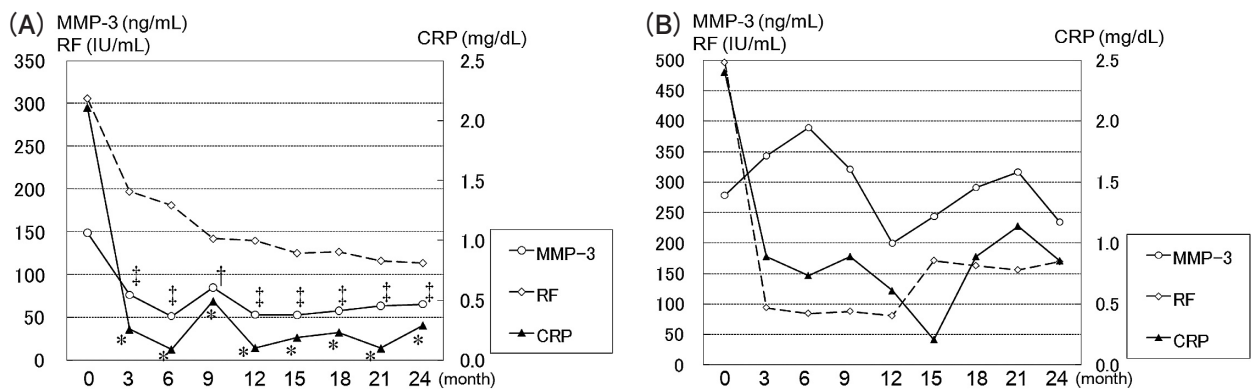 (A) MMP-3 (ng/mL)
RF (IU/mL)
CRP (mg/dL)
350
300
250
200
150
100
50
0
2.5
2.0
1.5
1.0
0.5
0.0
‡ ‡ † ‡ ‡ ‡ ‡ ‡
* * * * * * * *
0 3 6 9 12 15 18 21 24 (month)
MMP-3
RF
CRP
(B) MMP-3 (ng/mL)
RF (IU/mL)
CRP (mg/dL)
500
450
400
350
300
250
200
150
100
50
0
2.5
2.0
1.5
1.0
0.5
0.0
0 3 6 9 12 15 18 21 24 (month)
MMP-3
RF
CRP